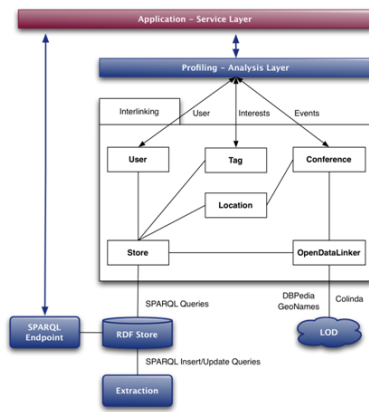 Application - Service Layer
Profiling - Analysis Layer
Interlinking
User
Interests
Events
User
Tag
Conference
Location
Store
OpenDataLinker
SPARQL Queries
DBPedia
GeoNames
Colinda
SPARQL
Endpoint
RDF Store
LOD
SPARQL Insert/Update Queries
Extraction